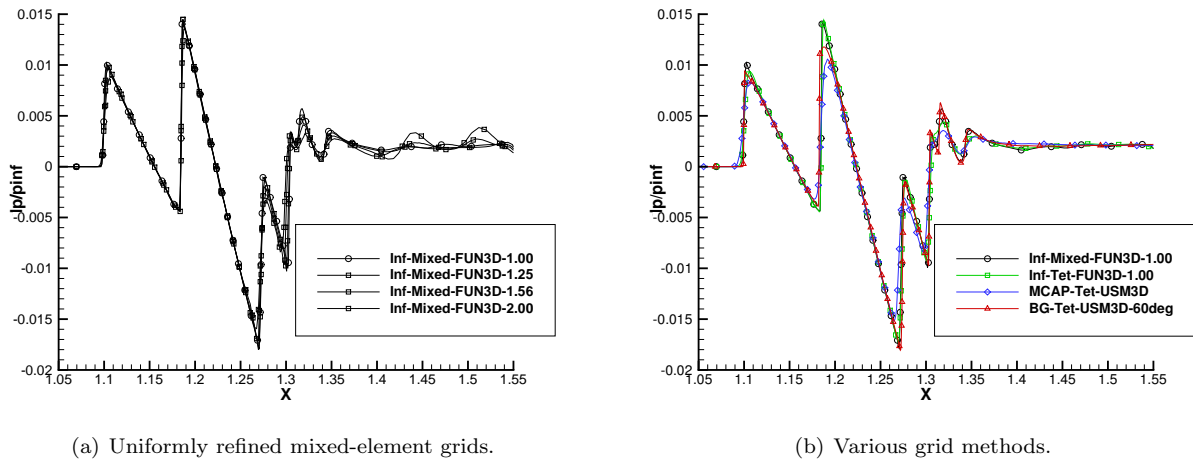 0.015
0.01
0.005
0
-0.005
-0.01
-0.015
-0.02
1.05 1.1 1.15 1.2 1.25 1.3 1.35 1.4 1.45 1.5 1.55
X
Inf-Mixed-FUN3D-1.00
Inf-Mixed-FUN3D-1.25
Inf-Mixed-FUN3D-1.56
Inf-Mixed-FUN3D-2.00
(a) Uniformly refined mixed-element grids.
0.015
0.01
0.005
0
-0.005
-0.01
-0.015
-0.02
1.05 1.1 1.15 1.2 1.25 1.3 1.35 1.4 1.45 1.5 1.55
X
Inf-Mixed-FUN3D-1.00
Inf-Tet-FUN3D-1.00
MCAP-Tet-USM3D
BG-Tet-USM3D-60deg
(b) Various grid methods.